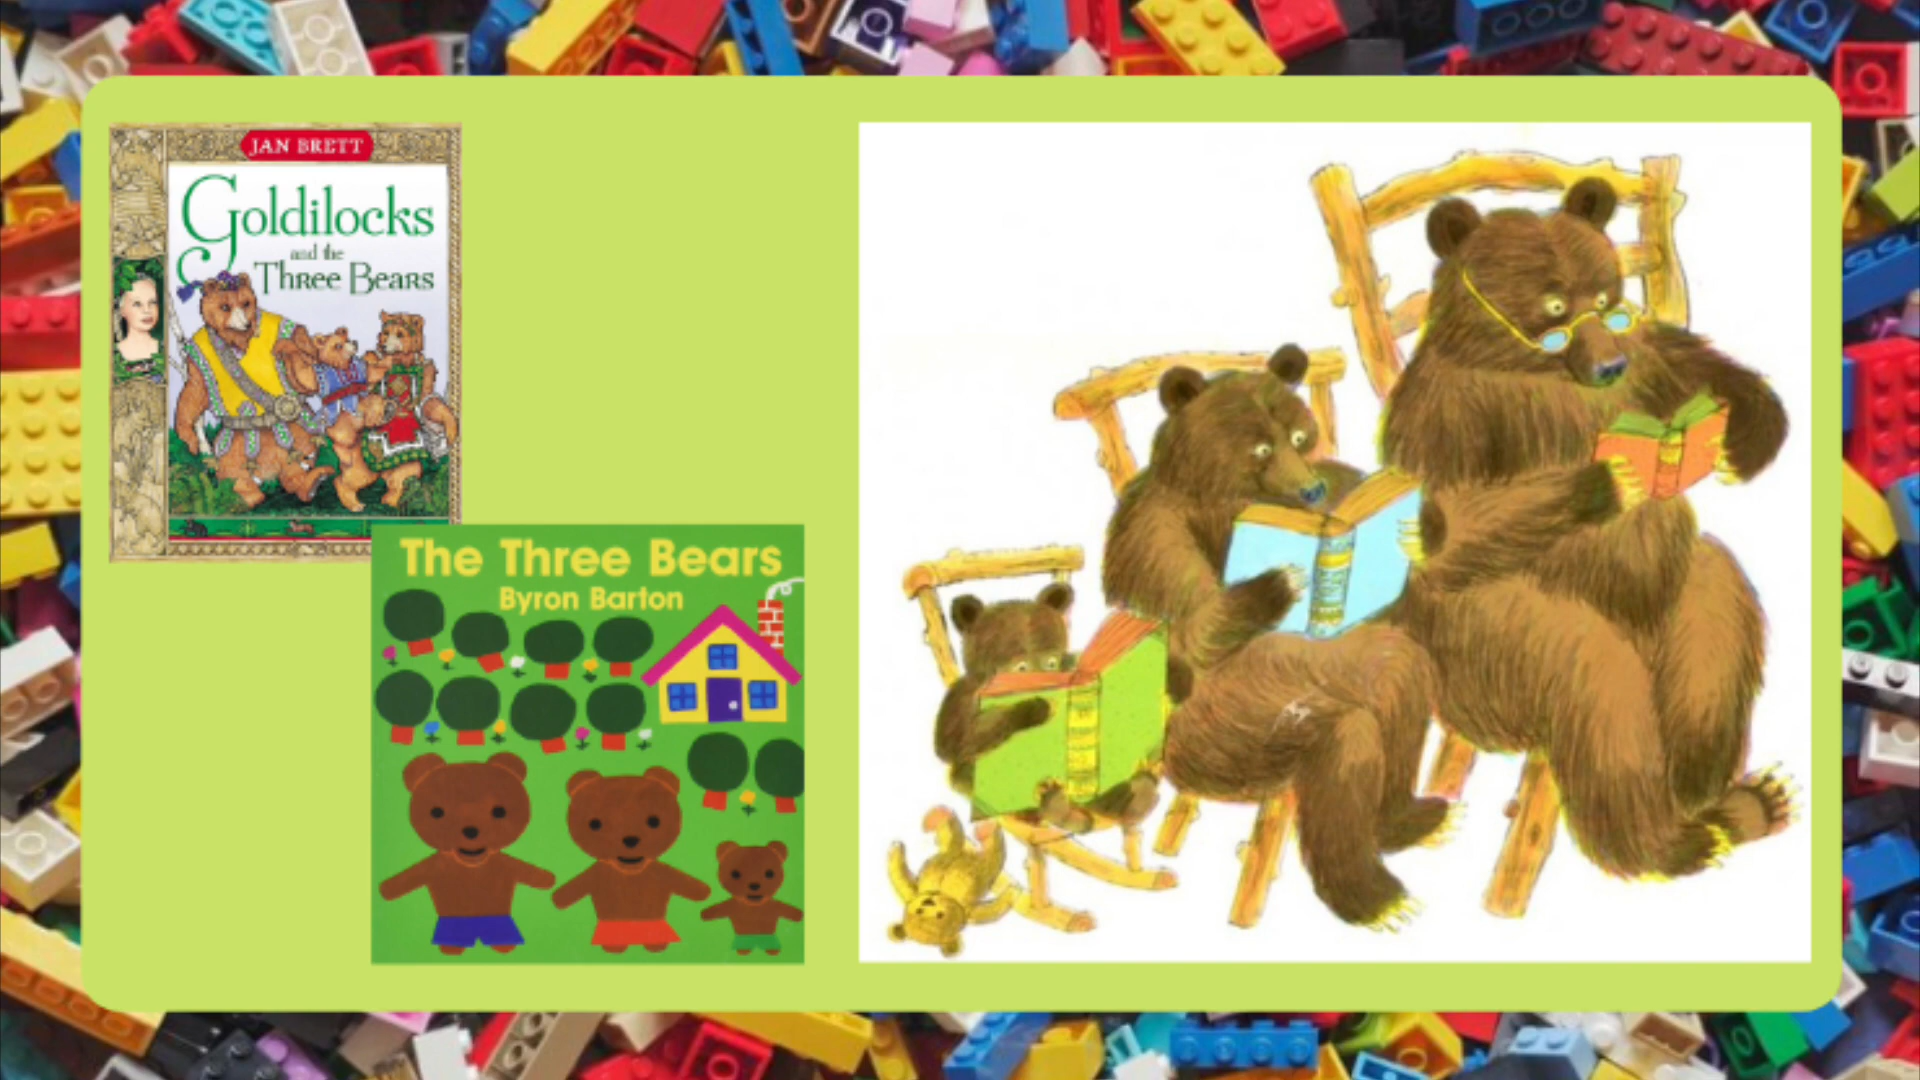 JAN BRETT
Goldilocks
and the
Three Bears
The Three Bears
Byron Barton